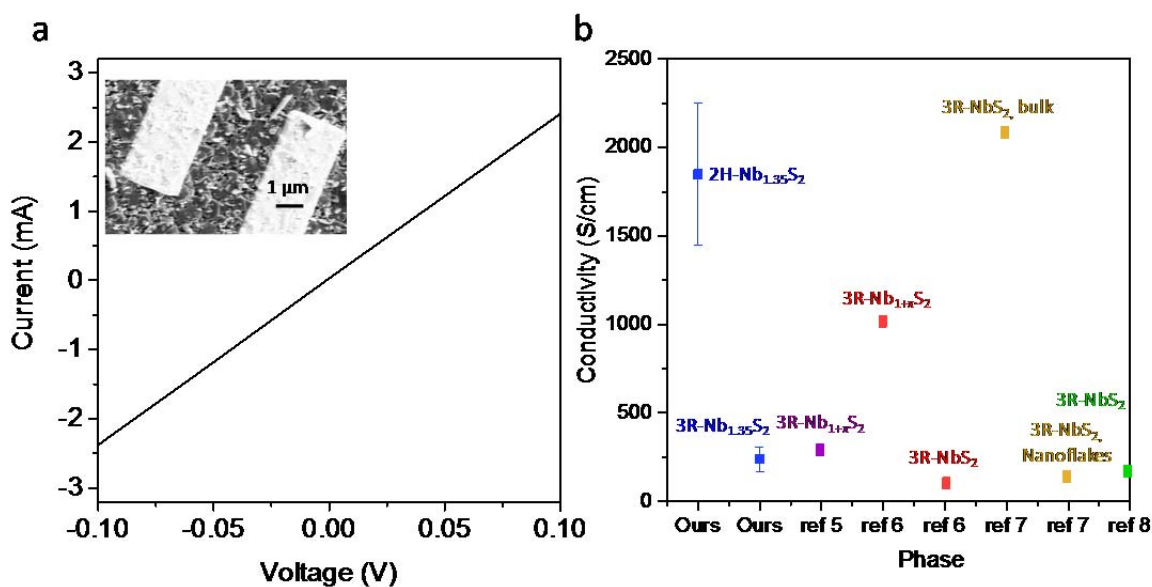 a
Current (mA)
3
2
1
0
-1
-2
-3
1 μm
-0.10
-0.05
0.00
0.05
0.10
Voltage (V)
b
Conductivity (S/cm)
2500
2000
1500
1000
500
0
3R-NbS₂, bulk
2H-Nb₁.₃₅S₂
3R-Nb₁₊ₓS₂
3R-NbS₂
3R-Nb₁.₃₅S₂
3R-Nb₁₊ₓS₂
3R-NbS₂,
Nanoflakes
3R-NbS₂
Ours
Ours
ref 5
ref 6
ref 6
ref 7
ref 7
ref 8
Phase